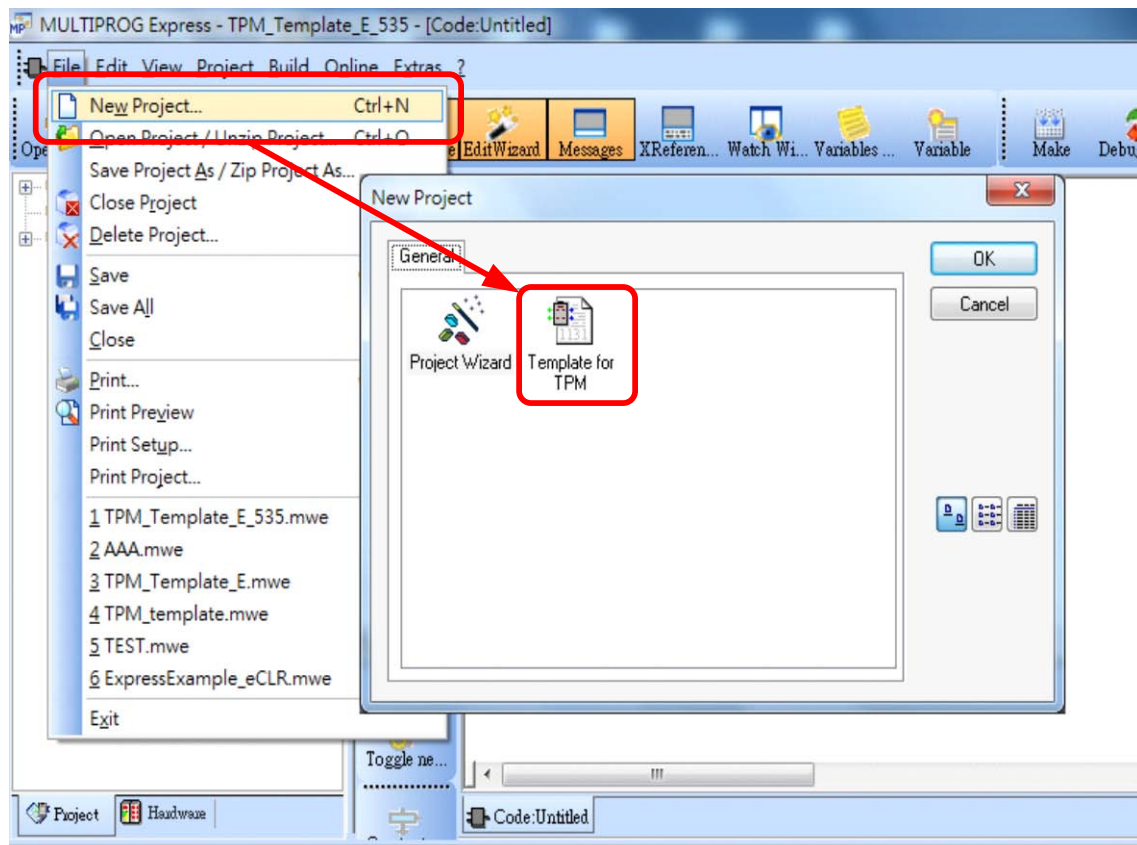 MULTIPROG Express - TPM_Template_E_535 - [Code:Untitled]
File Edit View Project Build Online Extras ?
New Project... Ctrl+N
Open Project / Unzip Project... Ctrl+O
Save Project As / Zip Project As...
Close Project
Delete Project...
Save
Save All
Close
Print...
Print Preview
Print Setup...
Print Project...
1 TPM_Template_E_535.mwe
2 AAA.mwe
3 TPM_Template_E.mwe
4 TPM_template.mwe
5 TEST.mwe
6 ExpressExample_eCLR.mwe
Exit
EditWizard Messages XReferen... Watch Wi... Variables ... Variable Make
New Project
General
OK
Cancel
Project Wizard
Template for
TPM
Toggle ne...
Project Hardware
Code:Untitled